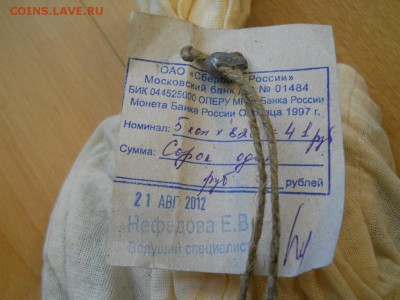 COINS.LAVE.RU
ОАО «Сбербанк России»
Московский банк № 01484
БИК 044525000 ОПЕРУ Банка России
Монета Банка России Образца 1997 г.
Номинал: 5 коп х 820 = 41 руб
Сумма: Сорок один
руб рублей
21 АВГ 2012
Нефедова Е.В
Ведущий специалист